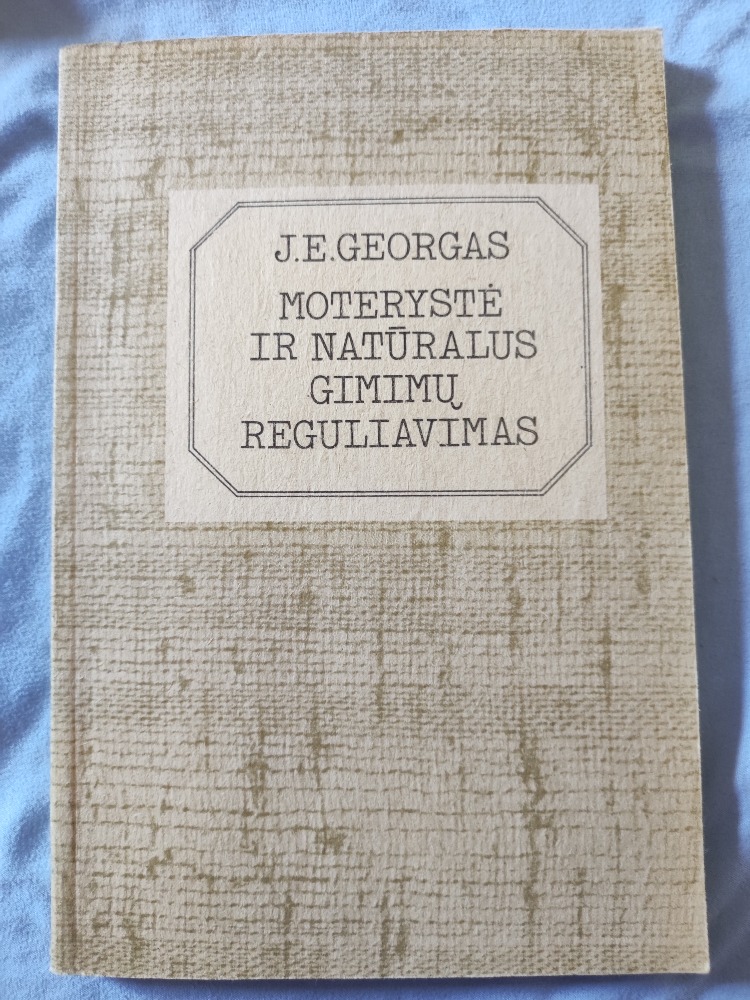 J.E.GEORGAS
MOTERYSTĖ
IR NATŪRALUS
GIMIMŲ
REGULIAVIMAS